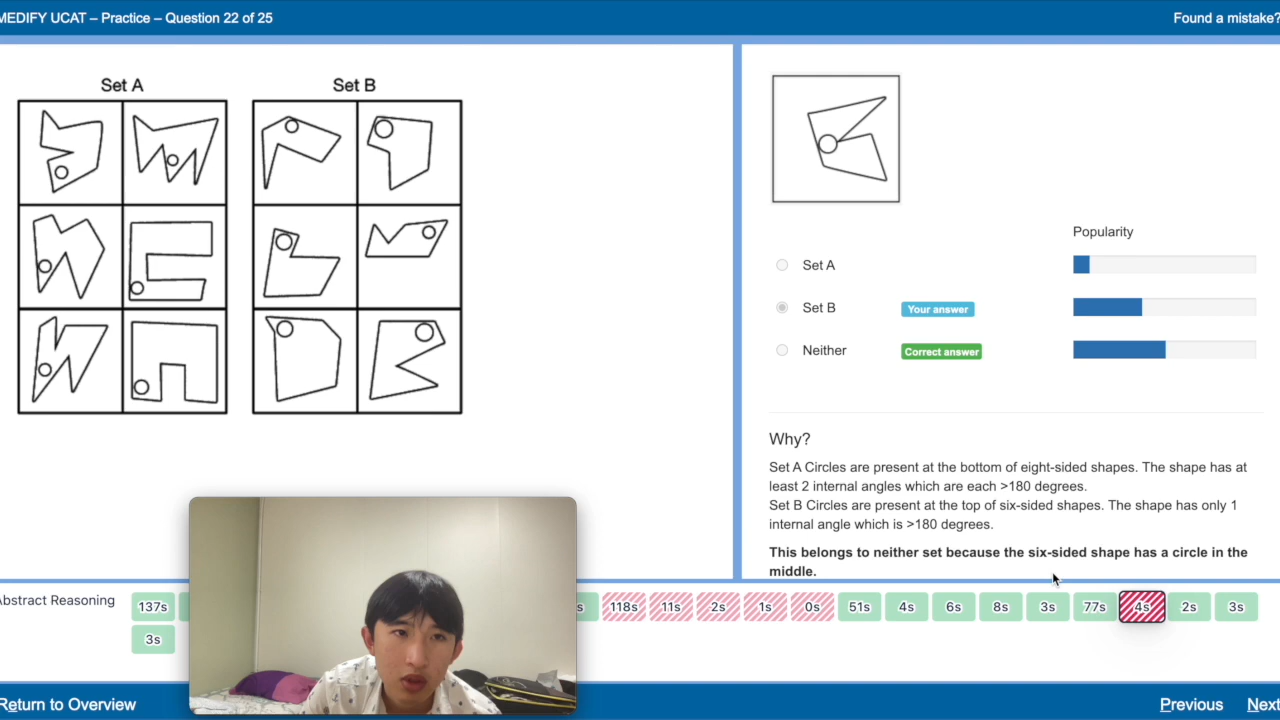 MEDIFY UCAT – Practice – Question 22 of 25
Found a mistake?
Set A
Set B
Popularity
Set A
Set B
Your answer
Neither
Correct answer
Why?
Set A Circles are present at the bottom of eight-sided shapes. The shape has at
least 2 internal angles which are each >180 degrees.
Set B Circles are present at the top of six-sided shapes. The shape has only 1
internal angle which is >180 degrees.
This belongs to neither set because the six-sided shape has a circle in the
middle.
Abstract Reasoning
137s
s
118s
11s
2s
1s
0s
51s
4s
6s
8s
3s
77s
4s
2s
3s
3s
Return to Overview
Previous
Next